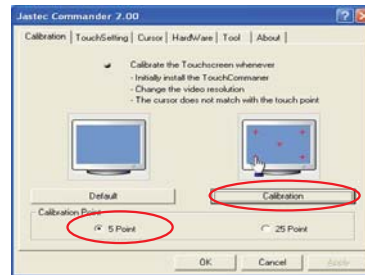 Jastec Commander 2.00
Calibration TouchSetting Cursor HardWare Tool About
Calibrate the Touchscreen whenever
- Initially install the TouchCommaner
- Change the video resolution
- The cursor does not match with the touch point
Default Calibration
Calibration Point
5 Point 25 Point
OK Cancel Apply